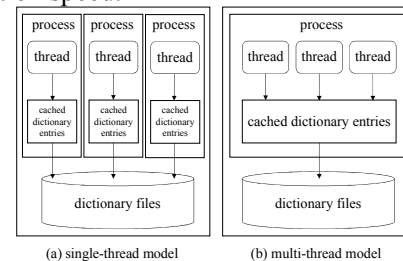 process process process
thread thread thread
cached cached cached
dictionary dictionary dictionary
entries entries entries
dictionary files
(a) single-thread model
process
thread thread thread
cached dictionary entries
dictionary files
(b) multi-thread model